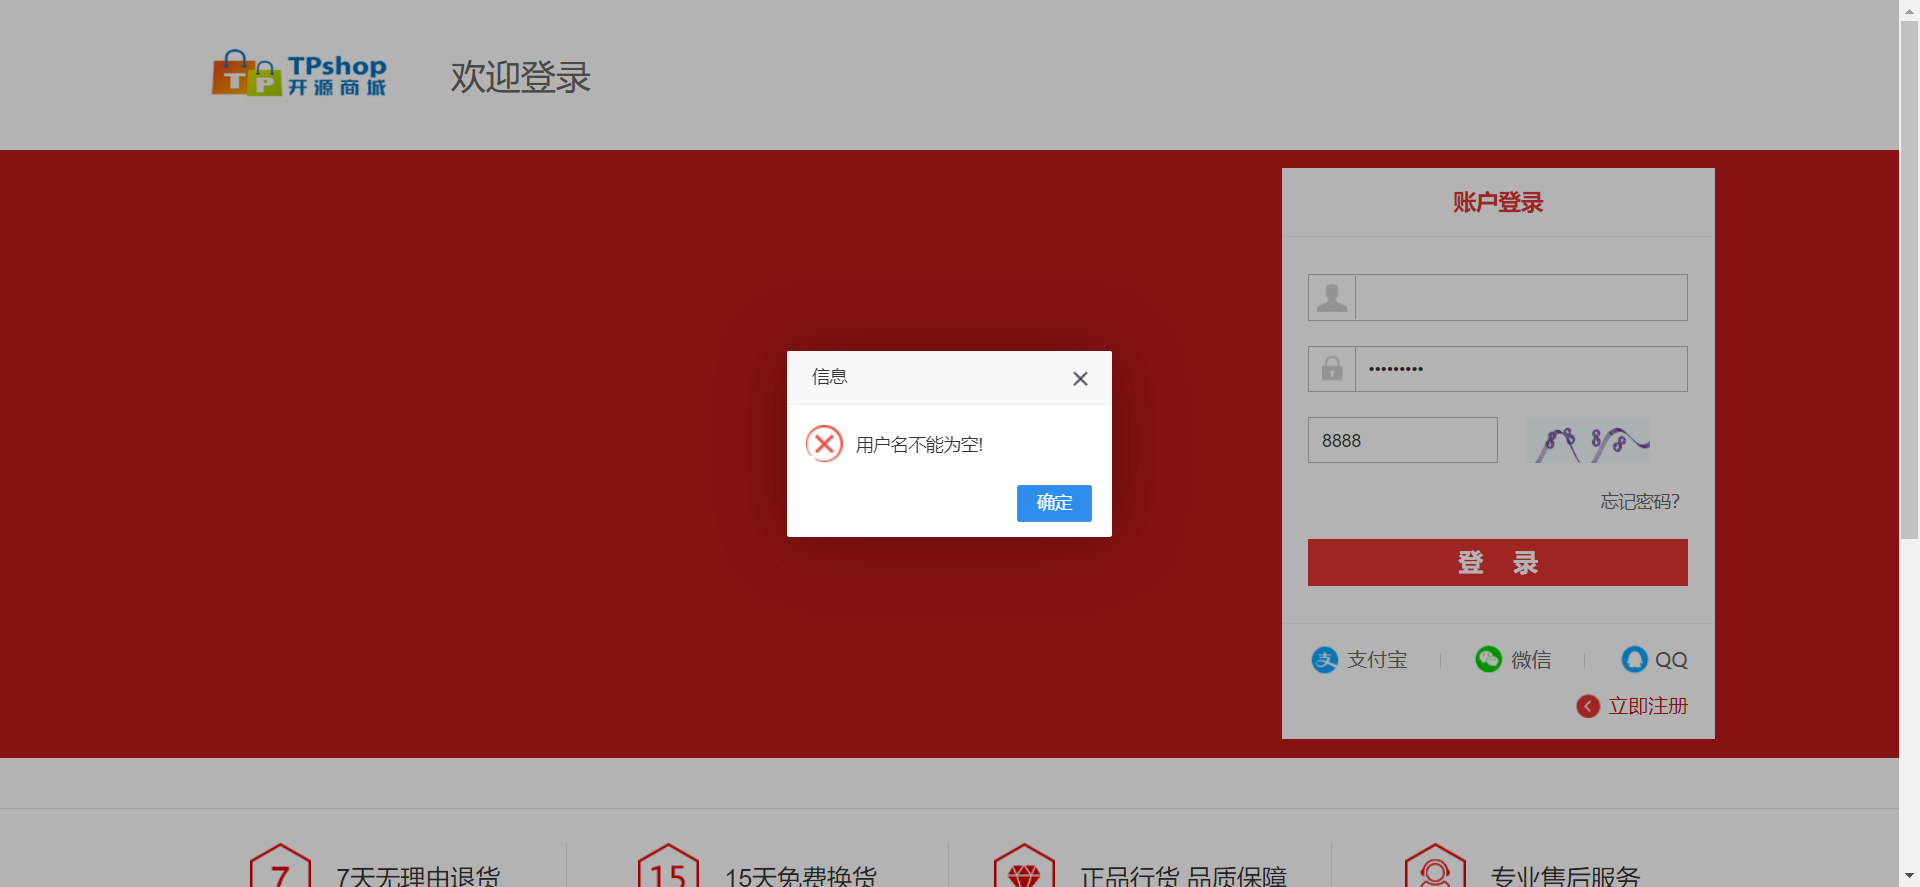 TPshop
开源商城
欢迎登录
账户登录
信息
用户名不能为空!
确定
•••••••••
8888
8888
忘记密码?
登 录
支付宝
微信
QQ
立即注册
7
7天无理由退货
15
15天免费换货
正品行货 品质保障
专业售后服务